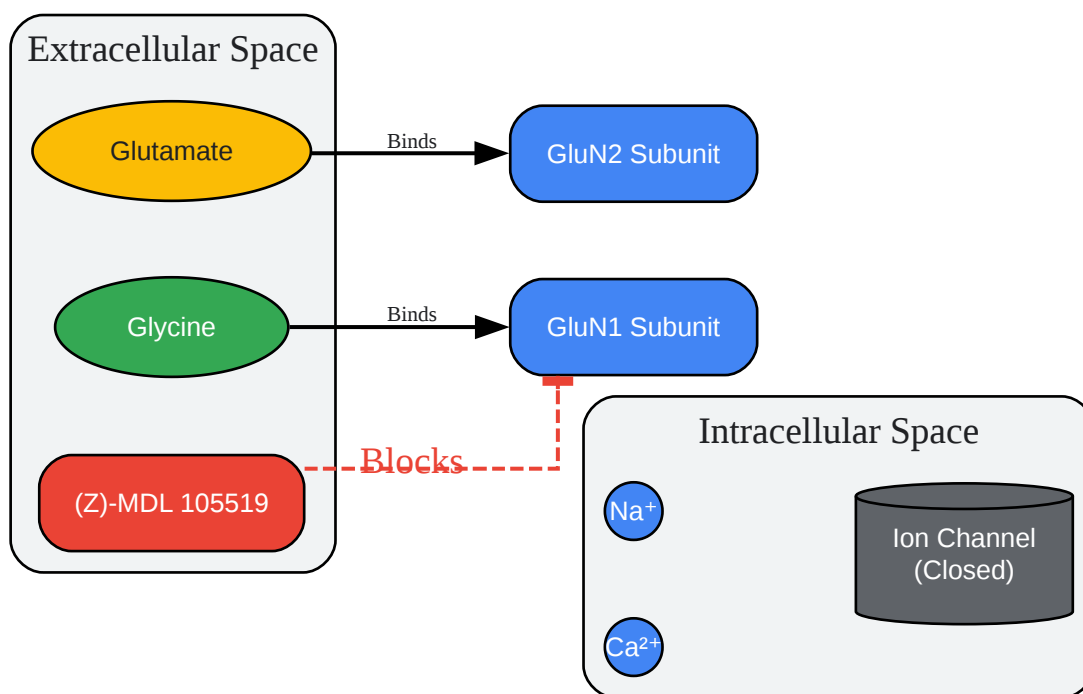 Extracellular Space
Glutamate
Binds
GluN2 Subunit
Glycine
Binds
GluN1 Subunit
(Z)-MDL 105519
Blocks
Intracellular Space
Na⁺
Ion Channel
(Closed)
Ca²⁺